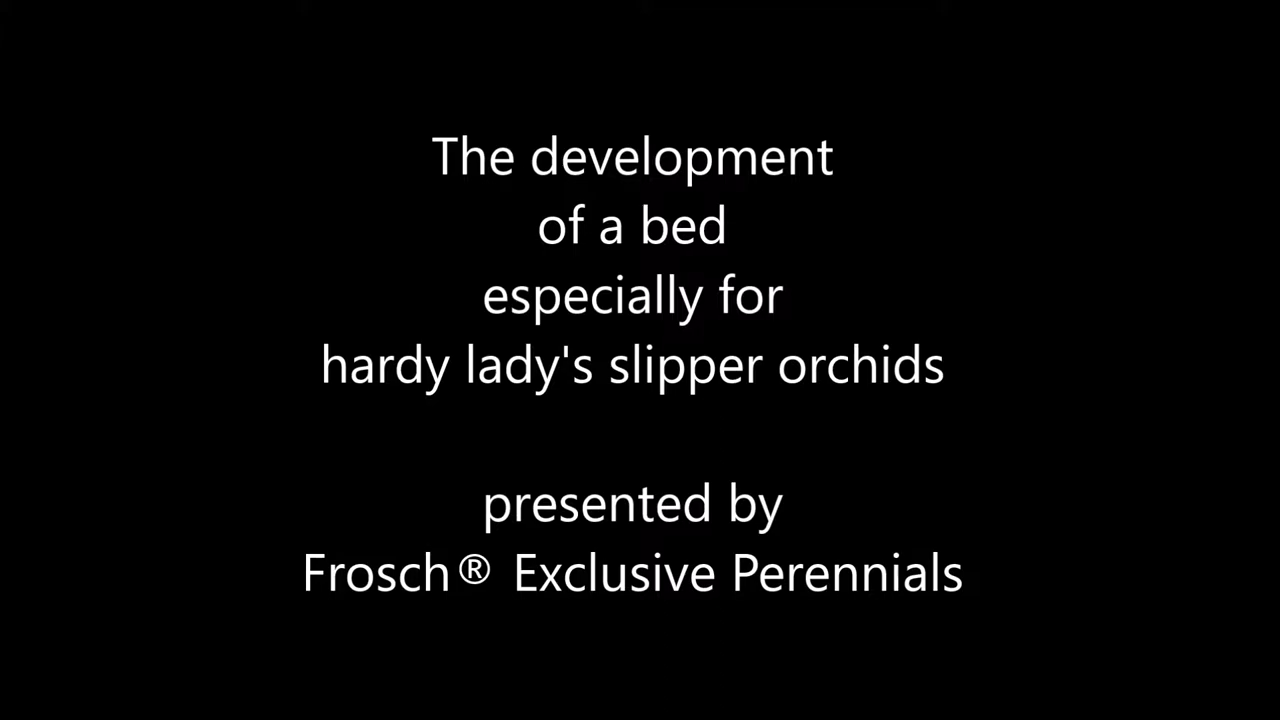 The development
of a bed
especially for
hardy lady's slipper orchids
presented by
Frosch® Exclusive Perennials